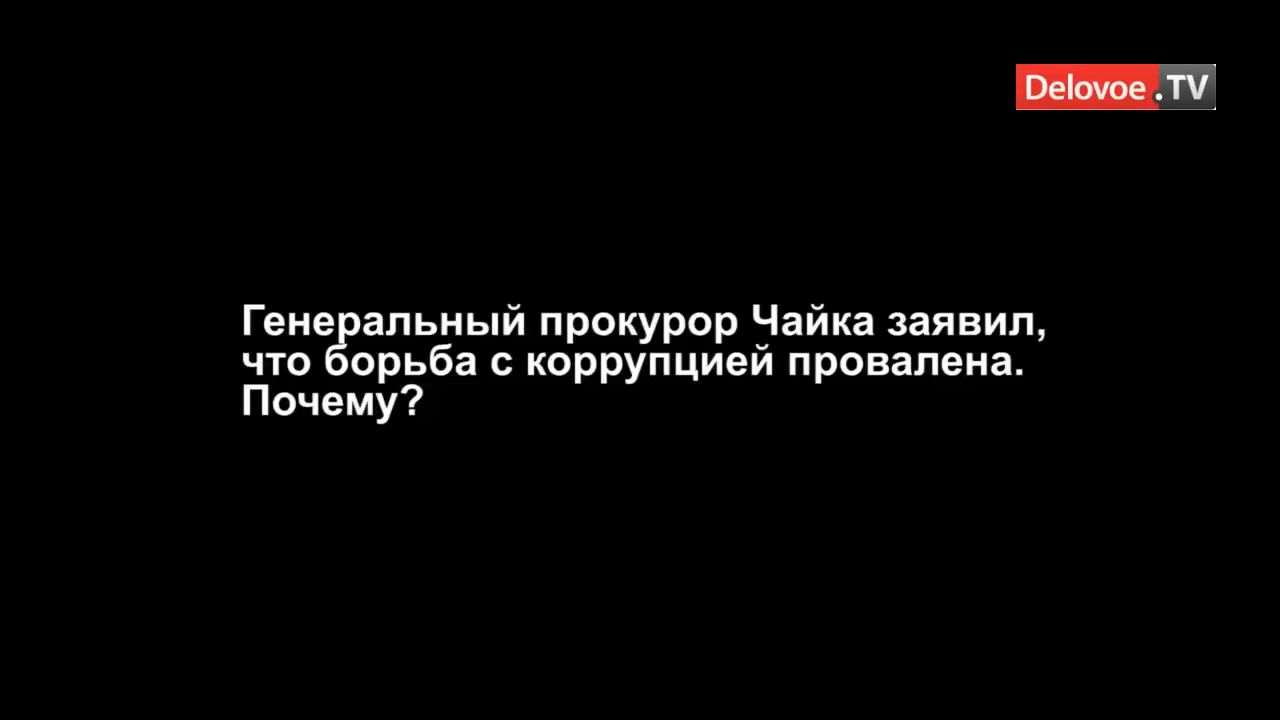 Delovoe.TV
Генеральный прокурор Чайка заявил,
что борьба с коррупцией провалена.
Почему?